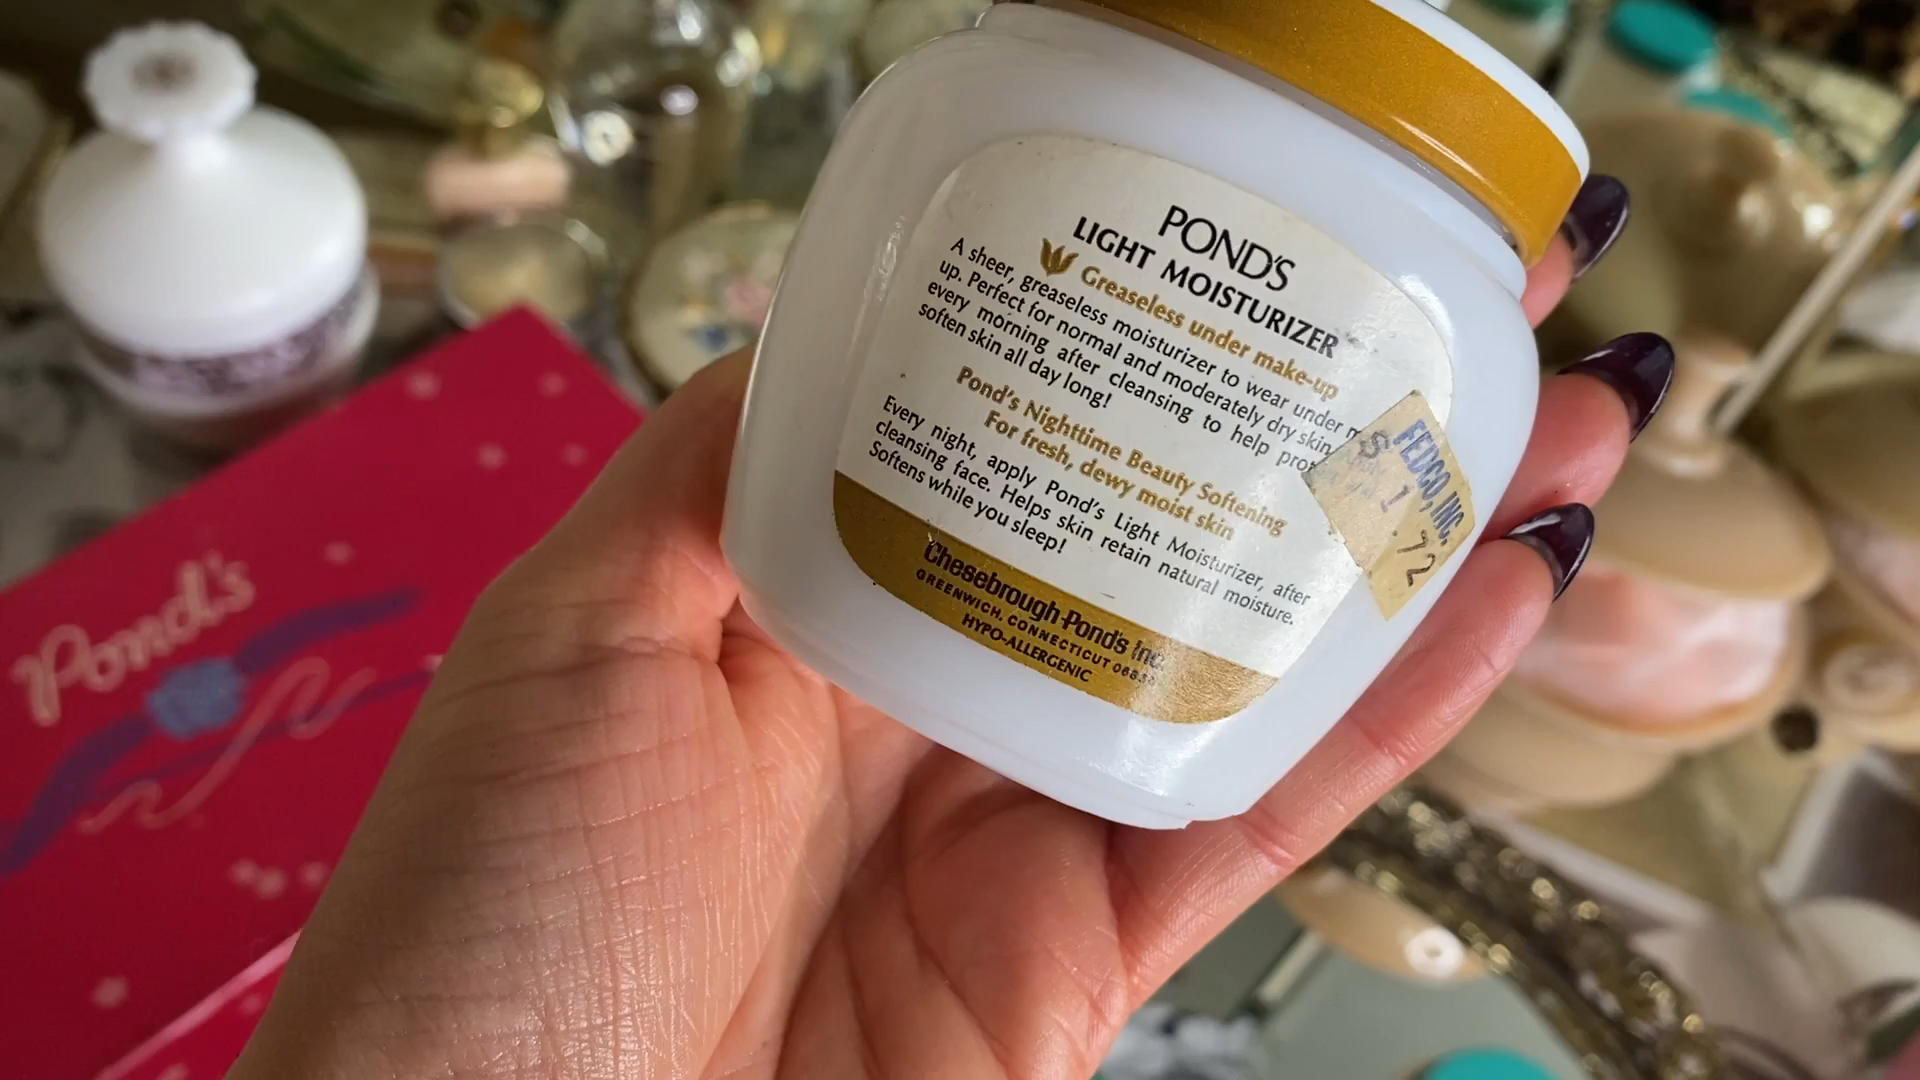 POND'S
LIGHT MOISTURIZER
Greaseless under make-up
A sheer, greaseless moisturizer to wear under
up. Perfect for normal and moderately dry skin
every morning after cleansing to help
soften skin all day long!
Pond's Nighttime Beauty Softening
For fresh, dewy moist skin
Every night, apply Pond's Light Moisturizer, after
cleansing face. Helps skin retain natural moisture.
Softens while you sleep!
Chesebrough-Pond's Inc.
GREENWICH, CONNECTICUT
HYPO-ALLERGENIC
FEDCO, INC.
1.72
Pond's